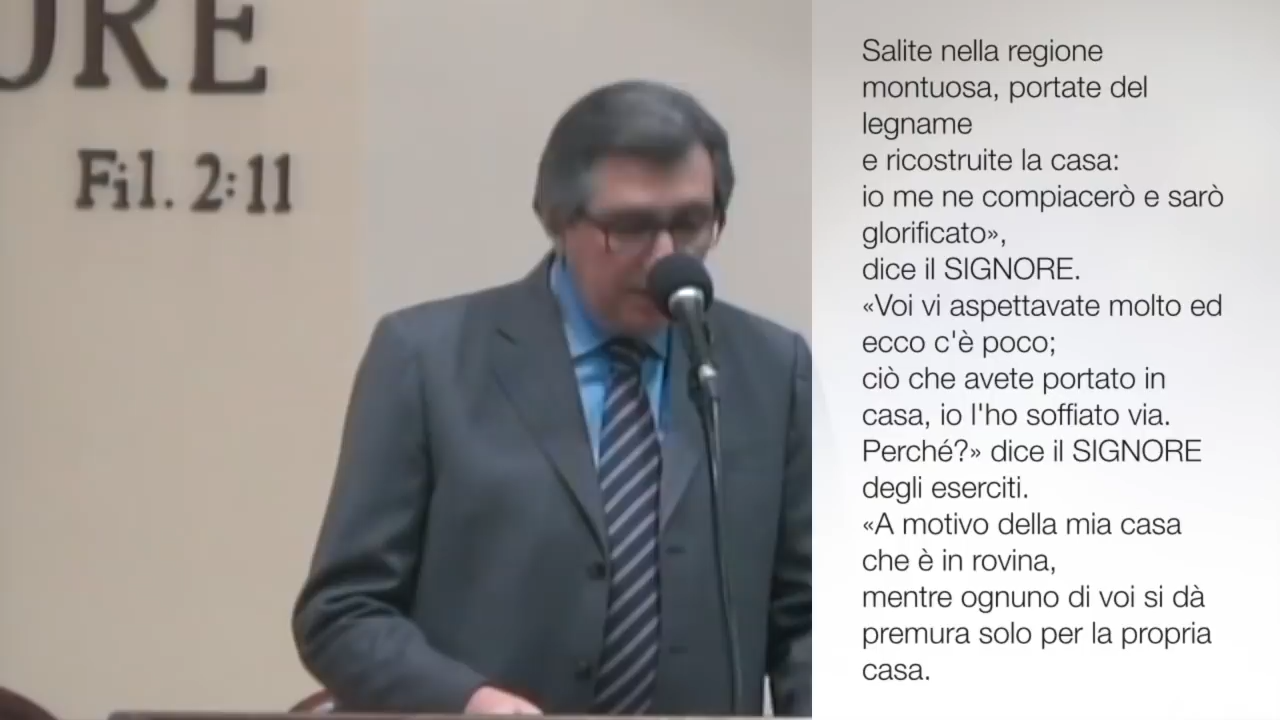 Fil. 2:11
Salite nella regione
montuosa, portate del
legname
e ricostruite la casa:
io me ne compiacerò e sarò
glorificato»,
dice il SIGNORE.
«Voi vi aspettavate molto ed
ecco c'è poco;
ciò che avete portato in
casa, io l'ho soffiato via.
Perché?» dice il SIGNORE
degli eserciti.
«A motivo della mia casa
che è in rovina,
mentre ognuno di voi si dà
premura solo per la propria
casa.